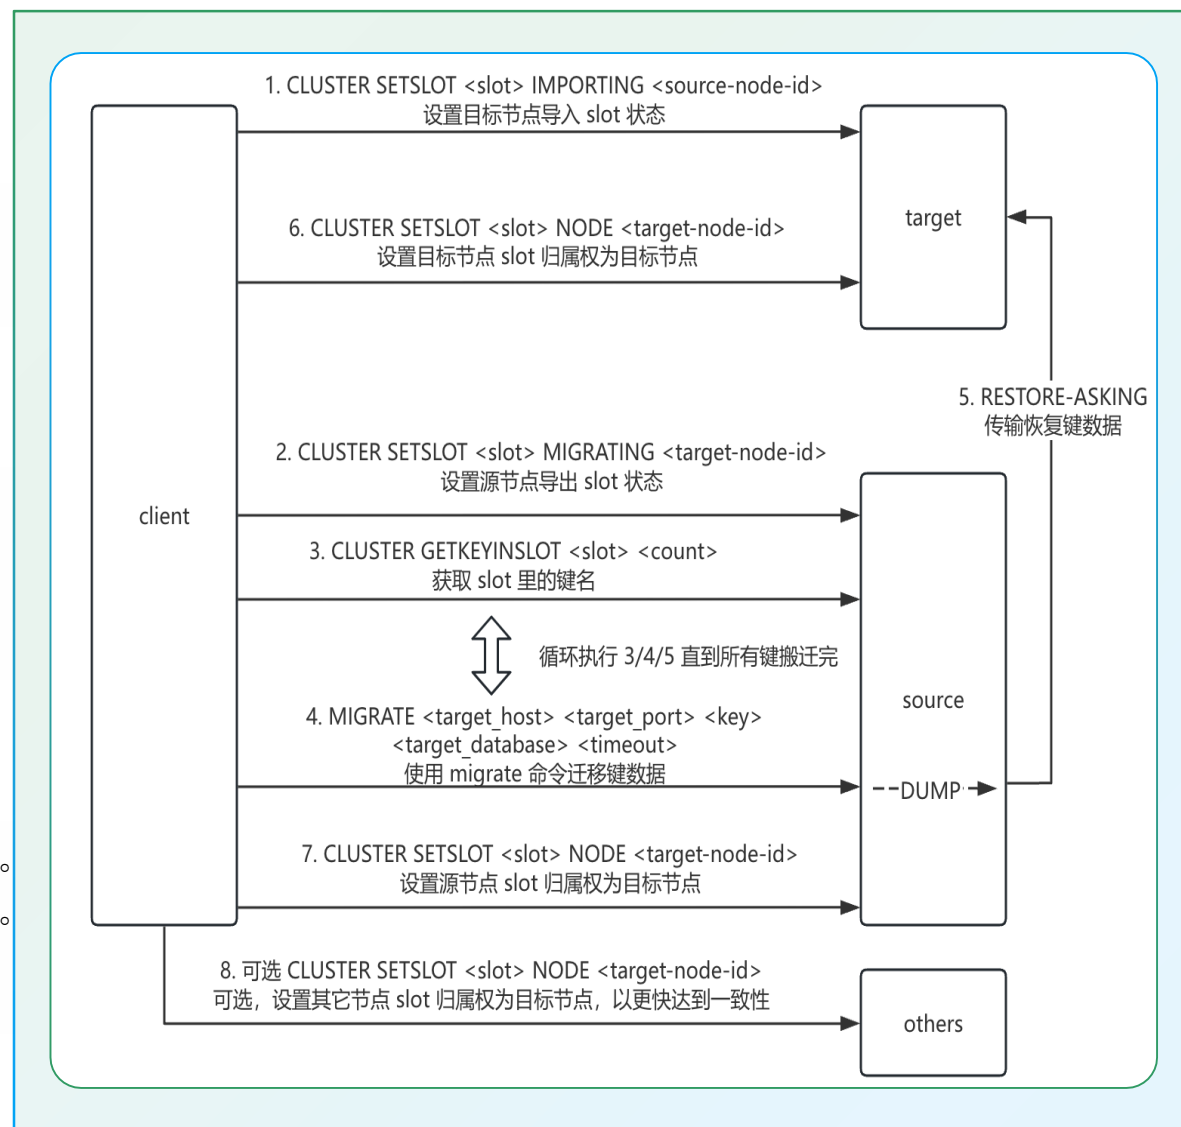 1. CLUSTER SETSLOT <slot> IMPORTING <source-node-id>
设置目标节点导入 slot 状态
target
6. CLUSTER SETSLOT <slot> NODE <target-node-id>
设置目标节点 slot 归属权为目标节点
5. RESTORE-ASKING
传输恢复键数据
2. CLUSTER SETSLOT <slot> MIGRATING <target-node-id>
设置源节点导出 slot 状态
client
3. CLUSTER GETKEYINSLOT <slot> <count>
获取 slot 里的键名
循环执行 3/4/5 直到所有键搬迁完
source
4. MIGRATE <target_host> <target_port> <key>
<target_database> <timeout>
使用 migrate 命令迁移键数据
DUMP
7. CLUSTER SETSLOT <slot> NODE <target-node-id>
设置源节点 slot 归属权为目标节点
8. 可选 CLUSTER SETSLOT <slot> NODE <target-node-id>
可选，设置其它节点 slot 归属权为目标节点，以更快达到一致性
others